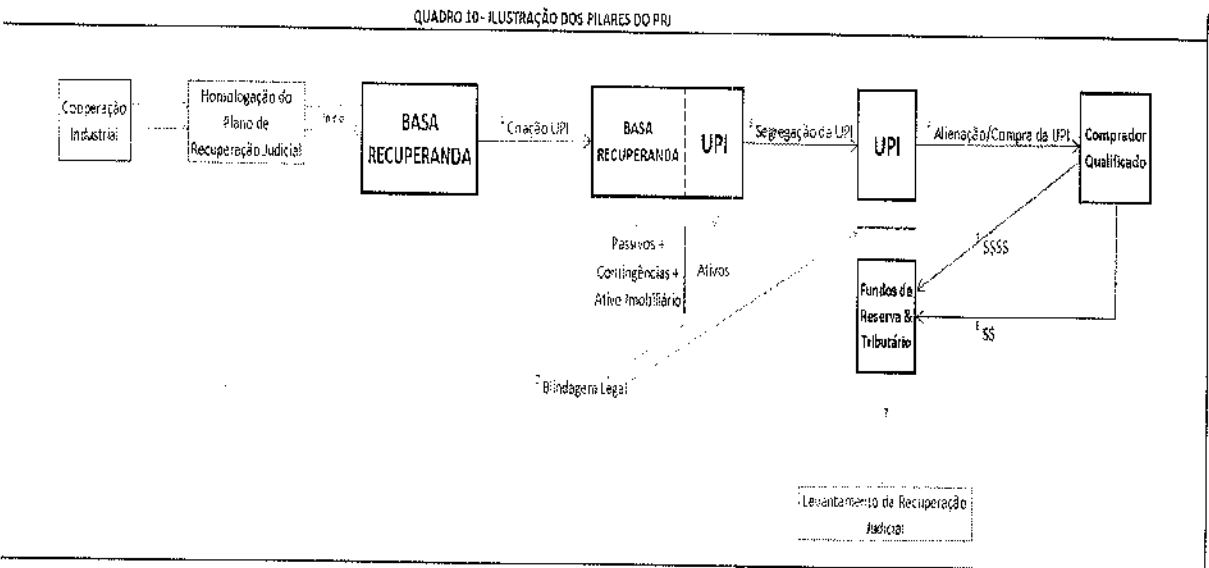 QUADRO 10 - ILUSTRAÇÃO DOS PILARES DO PRJ
Cooperação
Industrial
Homologação do
Plano de
Recuperação Judicial
BASA
RECUPERANDA
Criação UPI
BASA
RECUPERANDA
UPI
Segregação da UPI
UPI
Alienação/Compra da UPI
Comprador
Qualificado
Passivos +
Contingências +
Ativo Imobiliário
Ativos
$$$$
Fundos de
Reserva &
Tributário
$$
Blindagem Legal
Levantamento da Recuperação
Judicial